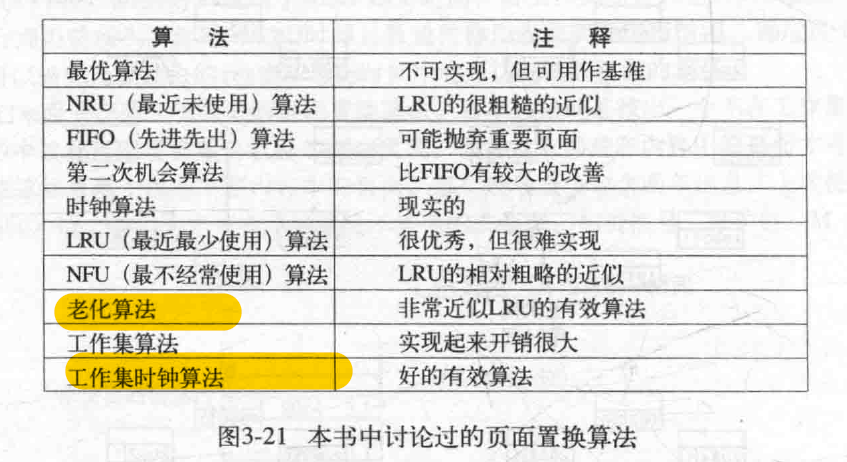 算 法 注 释
最优算法 不可实现，但可用作基准
NRU（最近未使用）算法 LRU的很粗糙的近似
FIFO（先进先出）算法 可能抛弃重要页面
第二次机会算法 比FIFO有较大的改善
时钟算法 现实的
LRU（最近最少使用）算法 很优秀，但很难实现
NFU（最不经常使用）算法 LRU的相对粗略的近似
老化算法 非常近似LRU的有效算法
工作集算法 实现起来开销很大
工作集时钟算法 好的有效算法
图3-21 本书中讨论过的页面置换算法